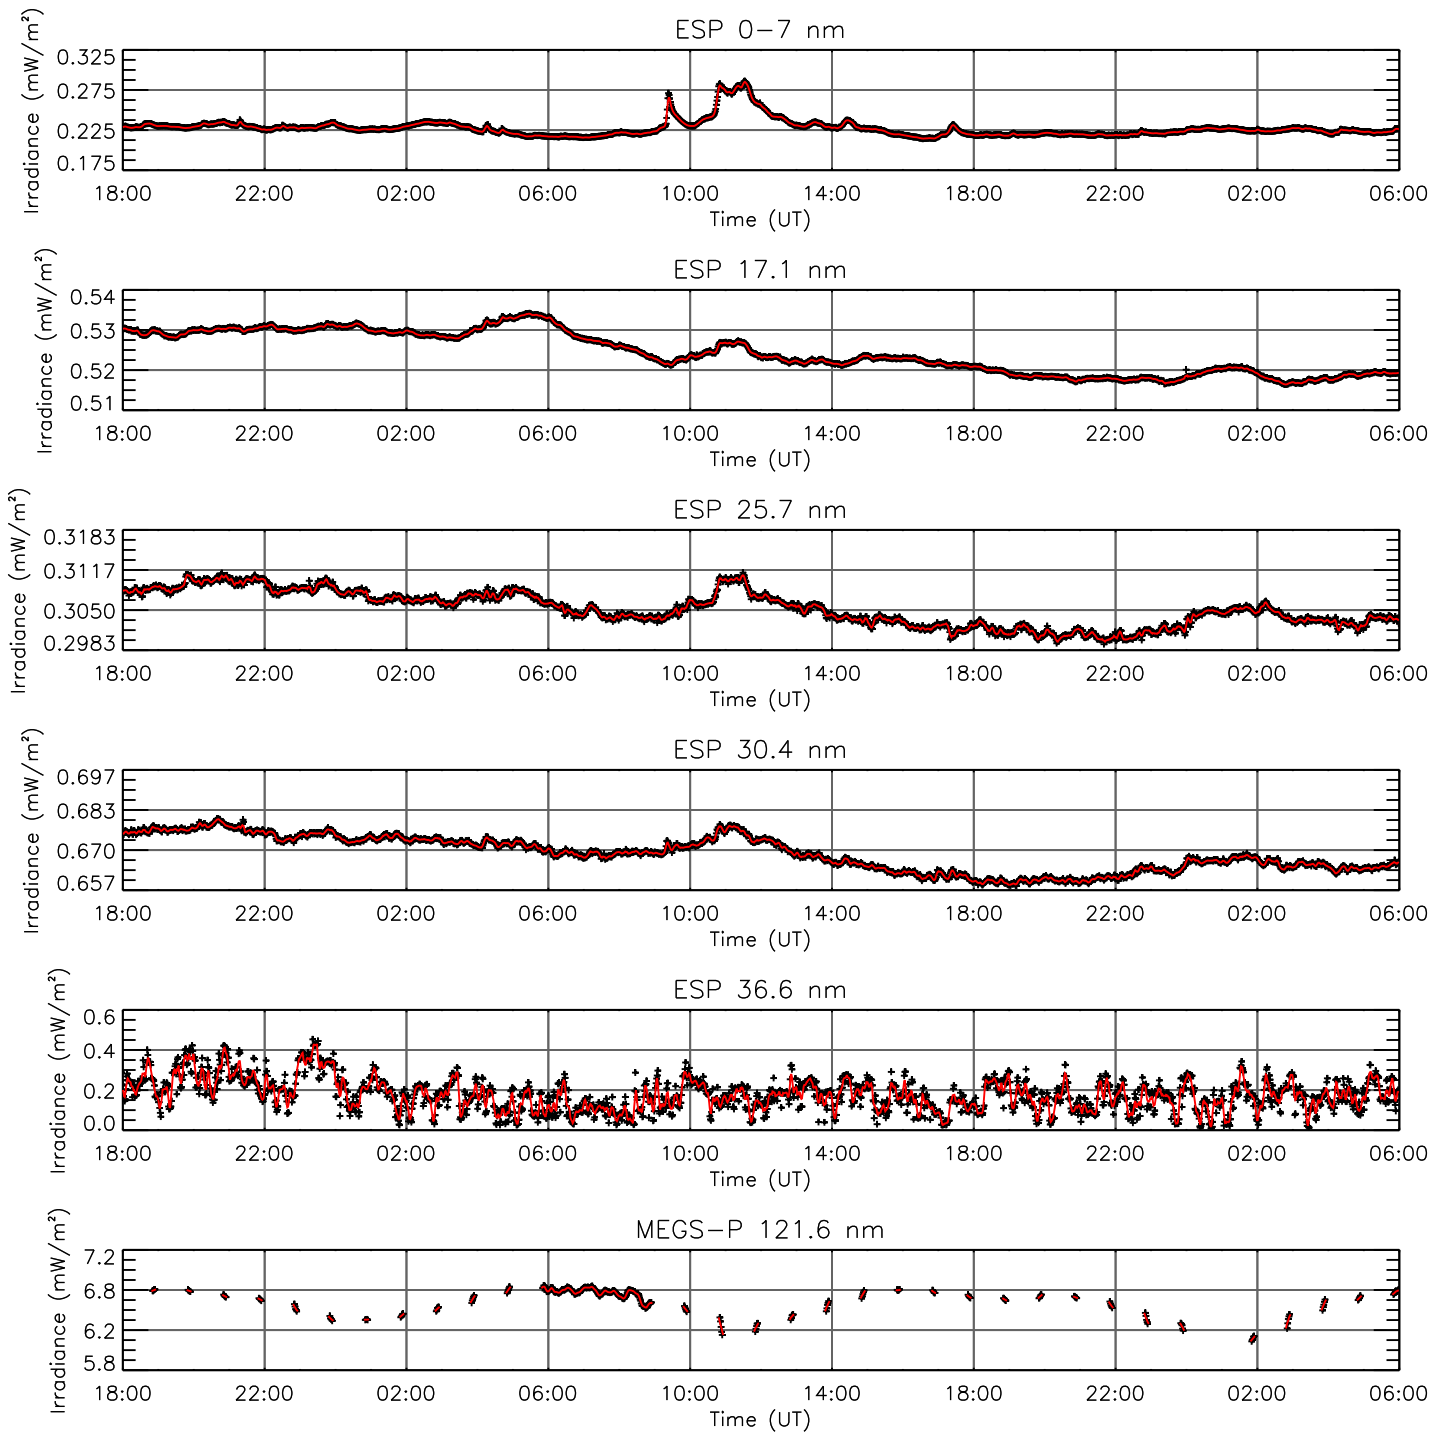 ESP 0−7 nm
Irradiance (mW/m²)
0.325
0.275
0.225
0.175
18:00 22:00 02:00 06:00 10:00 14:00 18:00 22:00 02:00 06:00
Time (UT)
ESP 17.1 nm
Irradiance (mW/m²)
0.54
0.53
0.52
0.51
18:00 22:00 02:00 06:00 10:00 14:00 18:00 22:00 02:00 06:00
Time (UT)
ESP 25.7 nm
Irradiance (mW/m²)
0.3183
0.3117
0.3050
0.2983
18:00 22:00 02:00 06:00 10:00 14:00 18:00 22:00 02:00 06:00
Time (UT)
ESP 30.4 nm
Irradiance (mW/m²)
0.697
0.683
0.670
0.657
18:00 22:00 02:00 06:00 10:00 14:00 18:00 22:00 02:00 06:00
Time (UT)
ESP 36.6 nm
Irradiance (mW/m²)
0.6
0.4
0.2
0.0
18:00 22:00 02:00 06:00 10:00 14:00 18:00 22:00 02:00 06:00
Time (UT)
MEGS−P 121.6 nm
Irradiance (mW/m²)
7.2
6.8
6.2
5.8
18:00 22:00 02:00 06:00 10:00 14:00 18:00 22:00 02:00 06:00
Time (UT)